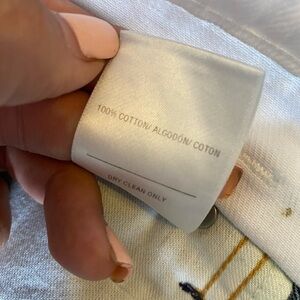 100% COTTON/ ALGODÓN/ COTON
DRY CLEAN ONLY